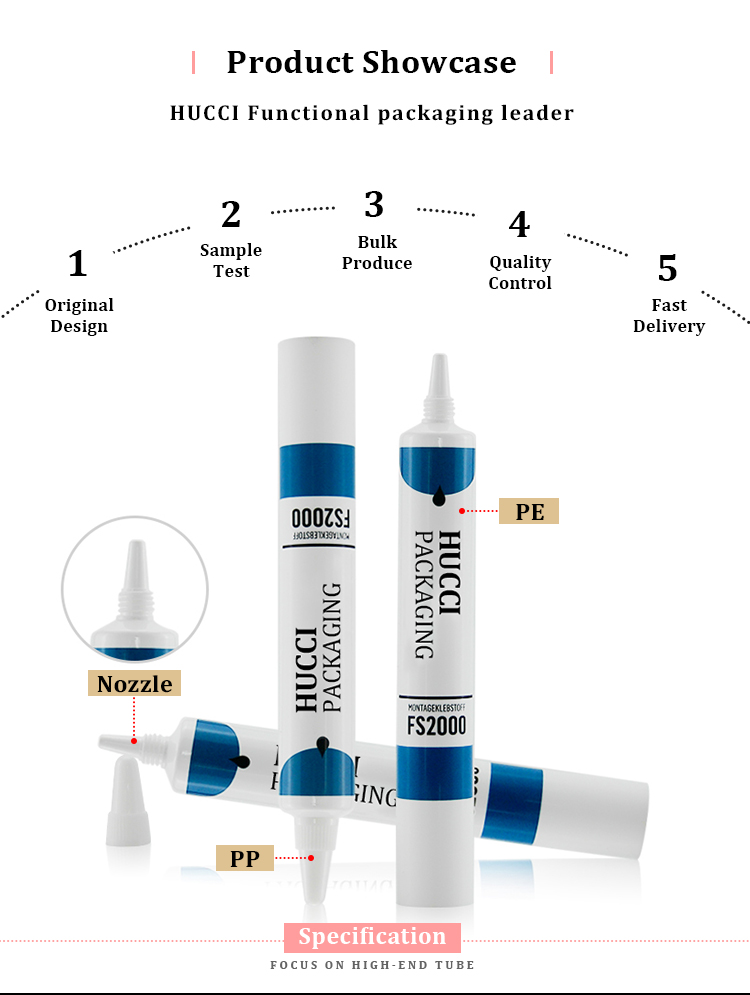 Product Showcase
HUCCI Functional packaging leader
1
Original
Design
2
Sample
Test
3
Bulk
Produce
4
Quality
Control
5
Fast
Delivery
FS2000
MONTAGEKLEBSTOFF
HUCCI
PACKAGING
PE
HUCCI
PACKAGING
MONTAGEKLEBSTOFF
FS2000
Nozzle
PP
Specification
FOCUS ON HIGH-END TUBE